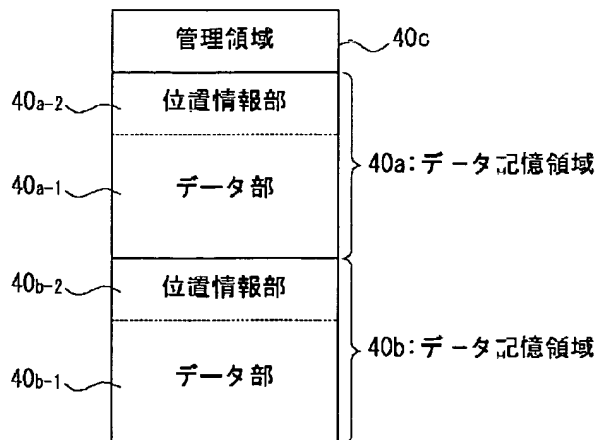 管理領域
40c
40a-2
位置情報部
40a-1
データ部
40a:データ記憶領域
40b-2
位置情報部
40b-1
データ部
40b:データ記憶領域